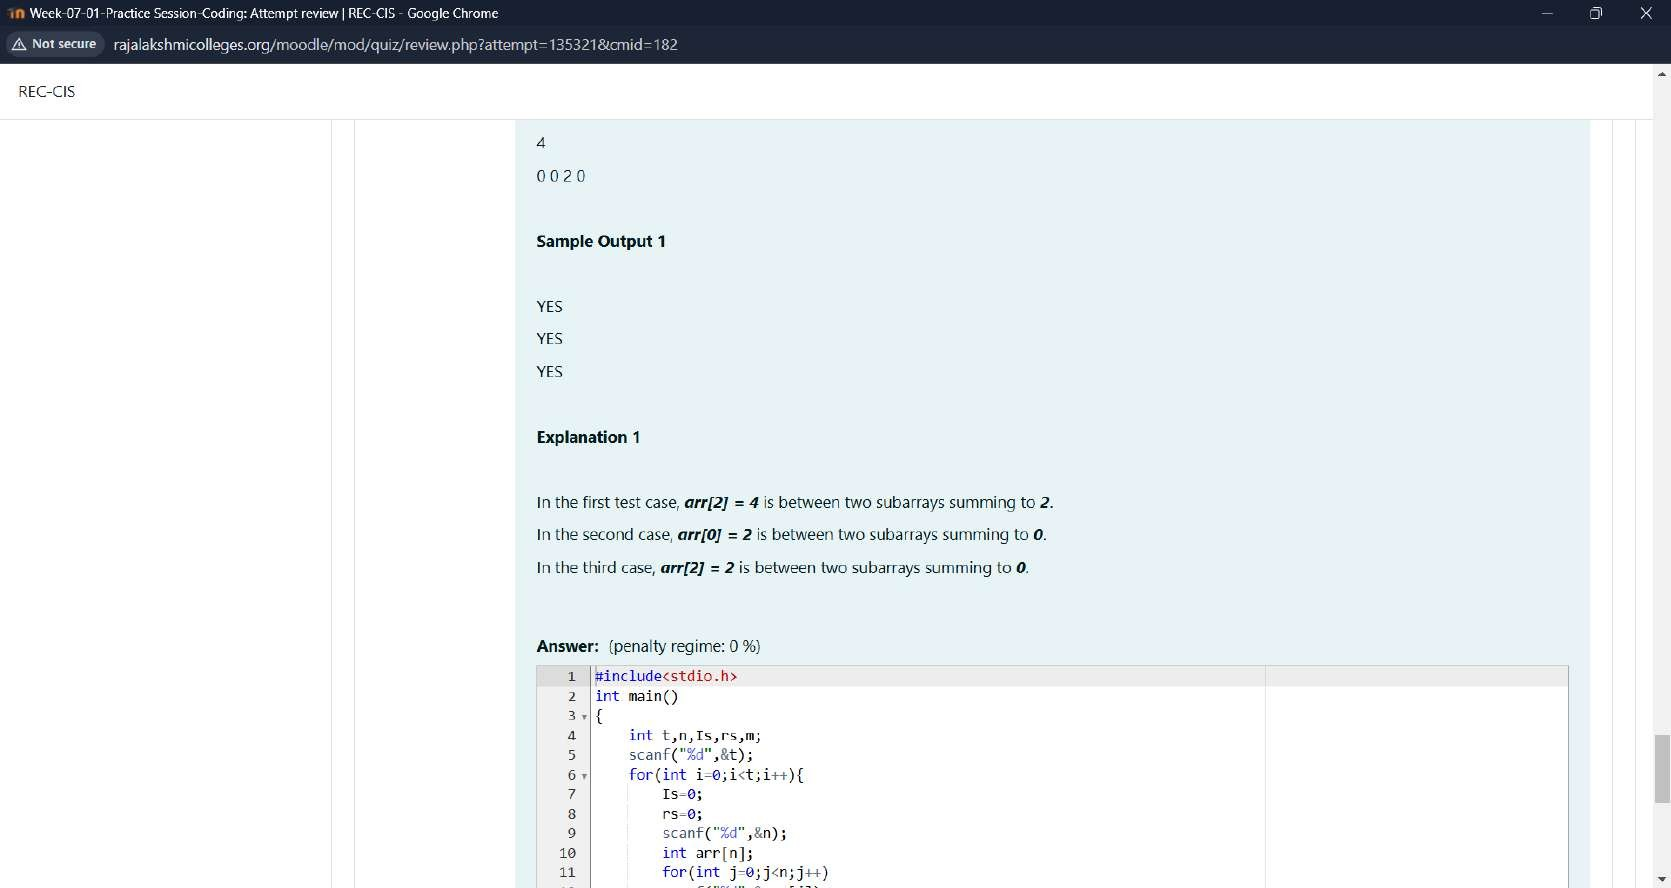 Week-07-01-Practice Session-Coding: Attempt review | REC-CIS - Google Chrome
Not secure rajalakshmicolleges.org/moodle/mod/quiz/review.php?attempt=135321&cmid=182
REC-CIS
4
0 0 2 0
Sample Output 1
YES
YES
YES
Explanation 1
In the first test case, arr[2] = 4 is between two subarrays summing to 2.
In the second case, arr[0] = 2 is between two subarrays summing to 0.
In the third case, arr[2] = 2 is between two subarrays summing to 0.
Answer: (penalty regime: 0 %)
1 #include<stdio.h>
2 int main()
3 {
4 int t,n,Is,rs,m;
5 scanf("%d",&t);
6 for(int i=0;i<t;i++){
7 Is=0;
8 rs=0;
9 scanf("%d",&n);
10 int arr[n];
11 for(int j=0;j<n;j++)